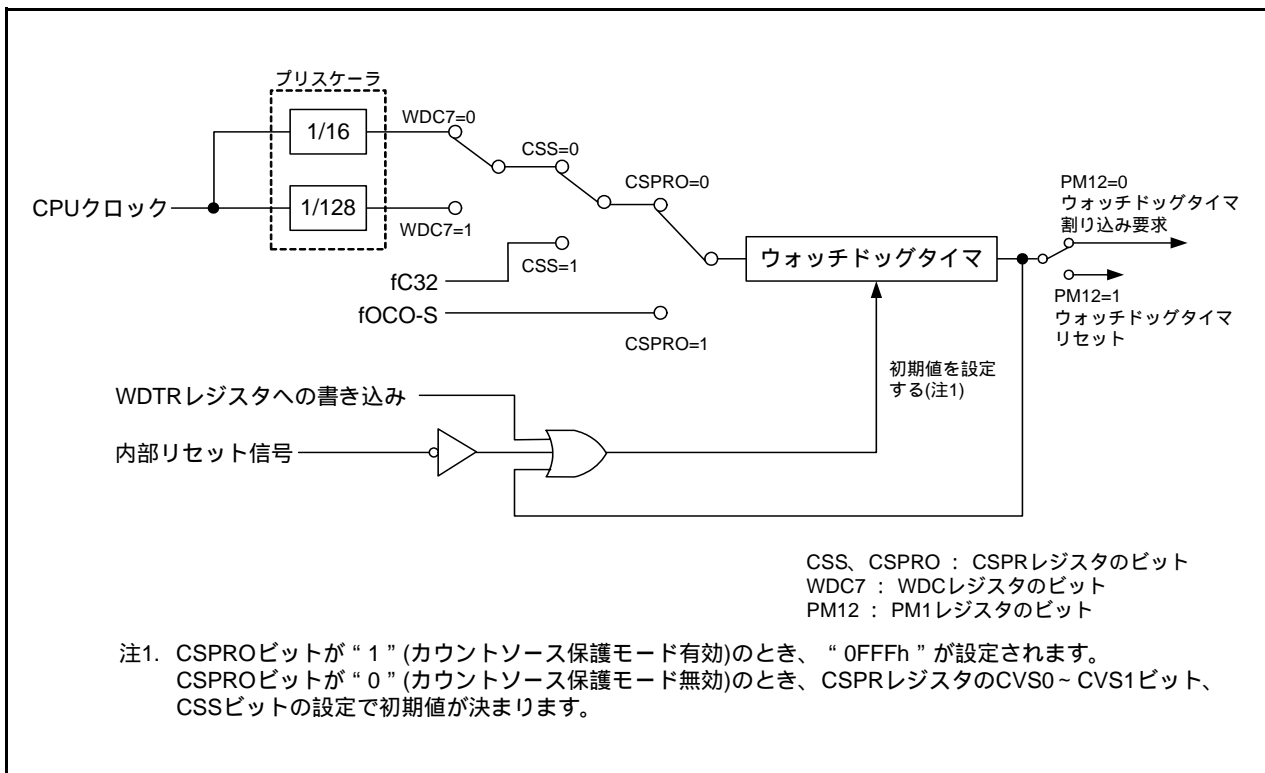 プリスケーラ
1/16
WDC7=0
CSS=0
CSPRO=0
PM12=0
ウォッチドッグタイマ
割り込み要求
CPUクロック
1/128
WDC7=1
CSS=1
fC32
ウォッチドッグタイマ
fOCO-S
CSPRO=1
PM12=1
ウォッチドッグタイマ
リセット
初期値を設定
する(注1)
WDTRレジスタへの書き込み
内部リセット信号
CSS、CSPRO : CSPRレジスタのビット
WDC7 : WDCレジスタのビット
PM12 : PM1レジスタのビット
注1. CSPROビットが “ 1 ” (カウントソース保護モード有効)のとき、 “ 0FFFh ” が設定されます。
CSPROビットが “ 0 ” (カウントソース保護モード無効)のとき、CSPRレジスタのCVS0~CVS1ビット、
CSSビットの設定で初期値が決まります。